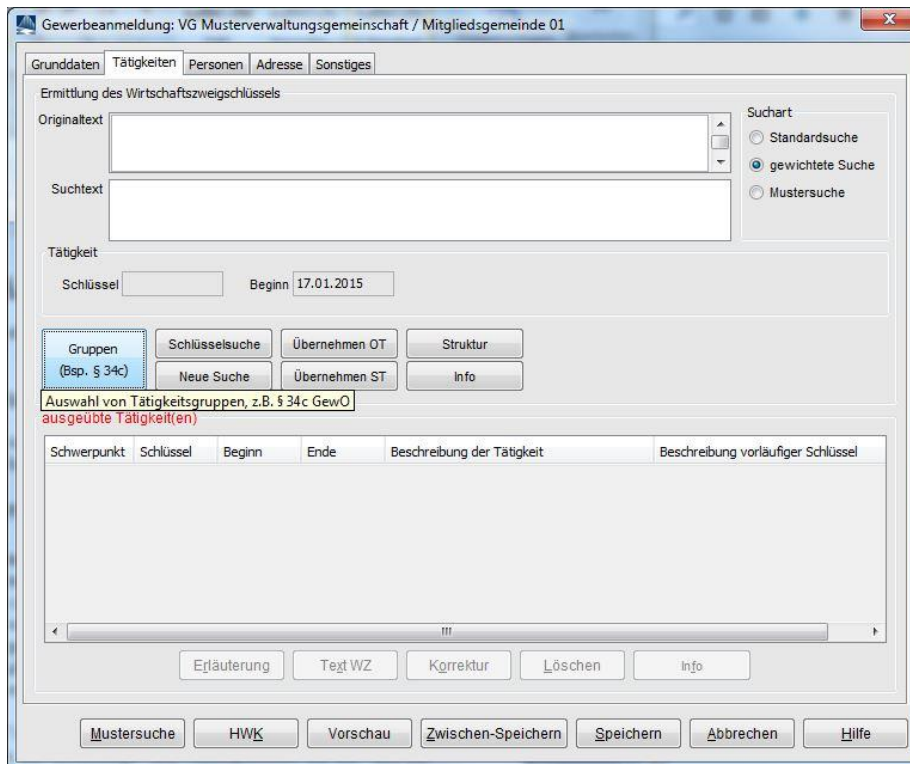 Gewerbeanmeldung: VG Musterverwaltungsgemeinschaft / Mitgliedsgemeinde 01
Grunddaten Tätigkeiten Personen Adresse Sonstiges
Ermittlung des Wirtschaftszweigschlüssels
Originaltext
Suchart
Standardsuche
gewichtete Suche
Suchtext
Mustersuche
Tätigkeit
Schlüssel Beginn 17.01.2015
Gruppen
(Bsp. § 34c)
Schlüsselsuche Übernehmen OT Struktur
Neue Suche Übernehmen ST Info
Auswahl von Tätigkeitsgruppen, z.B. § 34c GewO
ausgeübte Tätigkeit(en)
Schwerpunkt Schlüssel Beginn Ende Beschreibung der Tätigkeit Beschreibung vorläufiger Schlüssel
Erläuterung Text WZ Korrektur Löschen Info
Mustersuche HWK Vorschau Zwischen-Speichern Speichern Abbrechen Hilfe